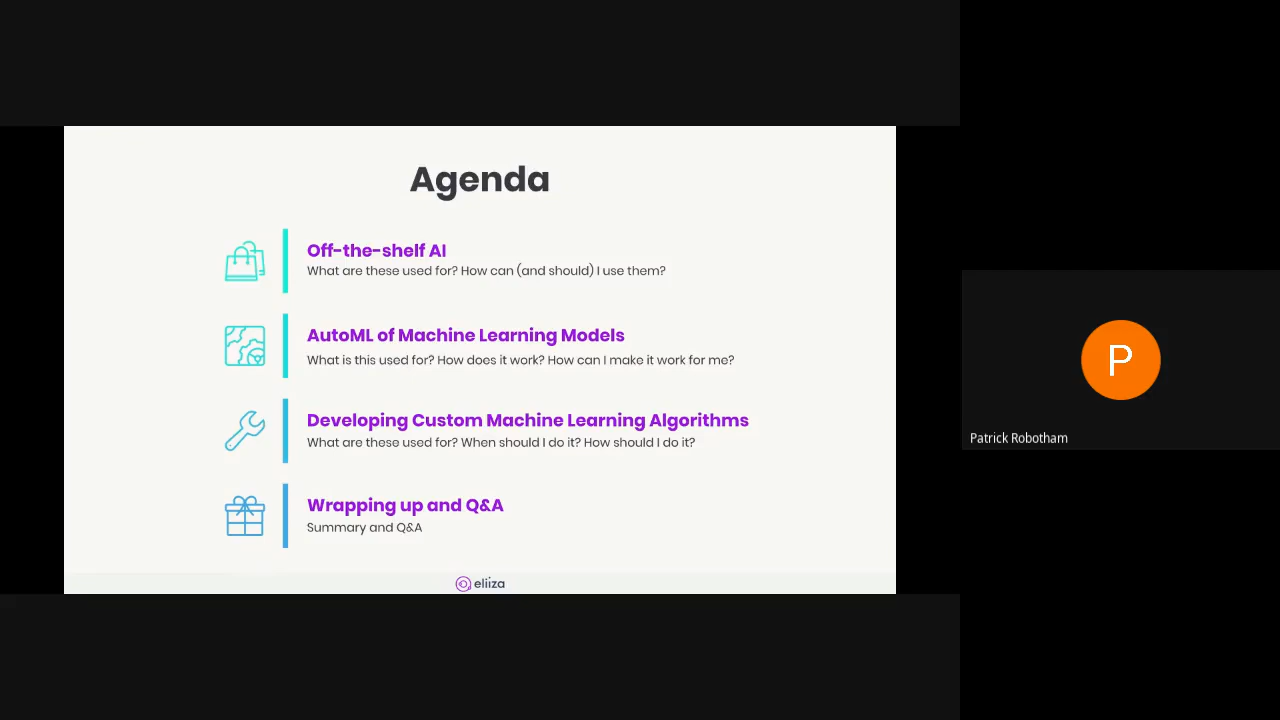 Agenda
Off-the-shelf AI
What are these used for? How can (and should) I use them?
AutoML of Machine Learning Models
What is this used for? How does it work? How can I make it work for me?
Developing Custom Machine Learning Algorithms
What are these used for? When should I do it? How should I do it?
Wrapping up and Q&A
Summary and Q&A
eliiza
P
Patrick Robotham